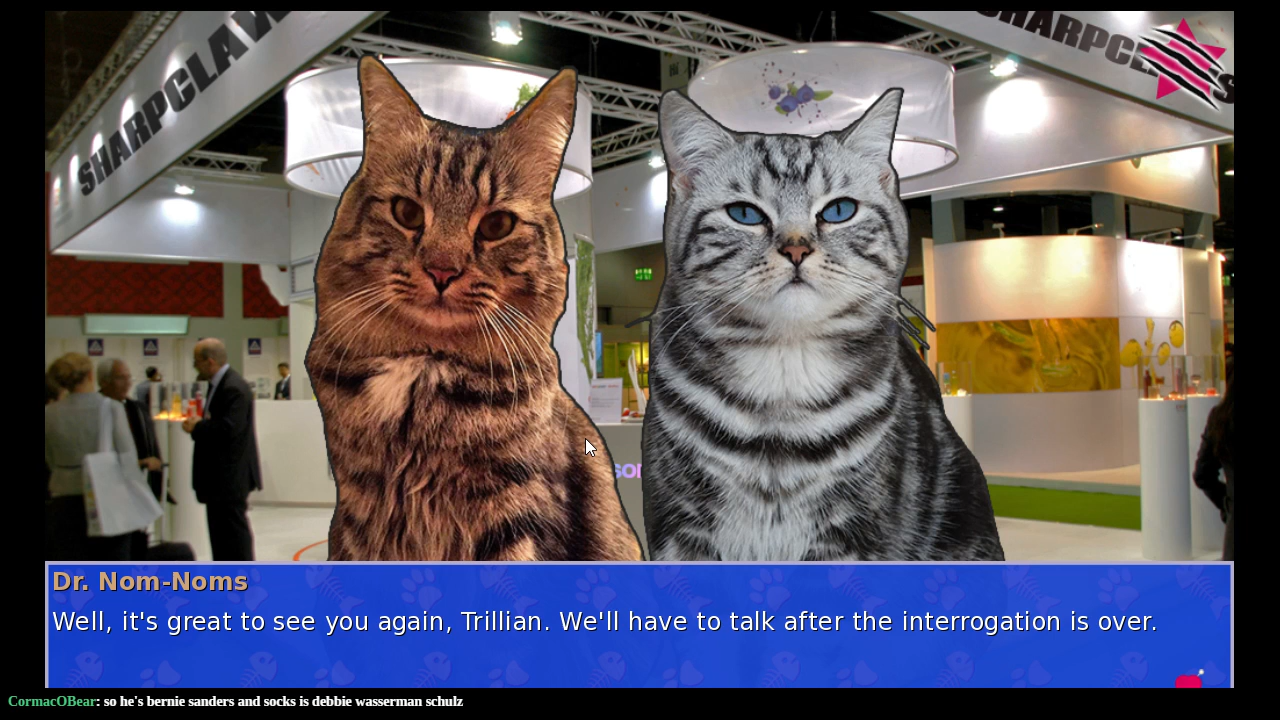 SHARPCLAW
Dr. Nom-Noms
Well, it's great to see you again, Trillian. We'll have to talk after the interrogation is over.
CormacOBear: so he's bernie sanders and socks is debbie wasserman schulz